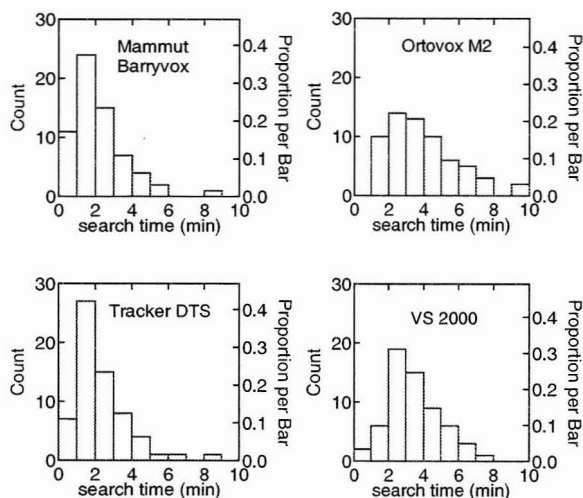 30
20
10
0
Count
Mammut
Barryvox
0.4
0.3
0.2
0.1
0.0
Proportion per Bar
0 2 4 6 8 10
search time (min)
30
20
10
0
Count
Ortovox M2
0.4
0.3
0.2
0.1
0.0
Proportion per Bar
0 2 4 6 8 10
search time (min)
30
20
10
0
Count
Tracker DTS
0.4
0.3
0.2
0.1
0.0
Proportion per Bar
0 2 4 6 8 10
search time (min)
30
20
10
0
Count
VS 2000
0.4
0.3
0.2
0.1
0.0
Proportion per Bar
0 2 4 6 8 10
search time (min)